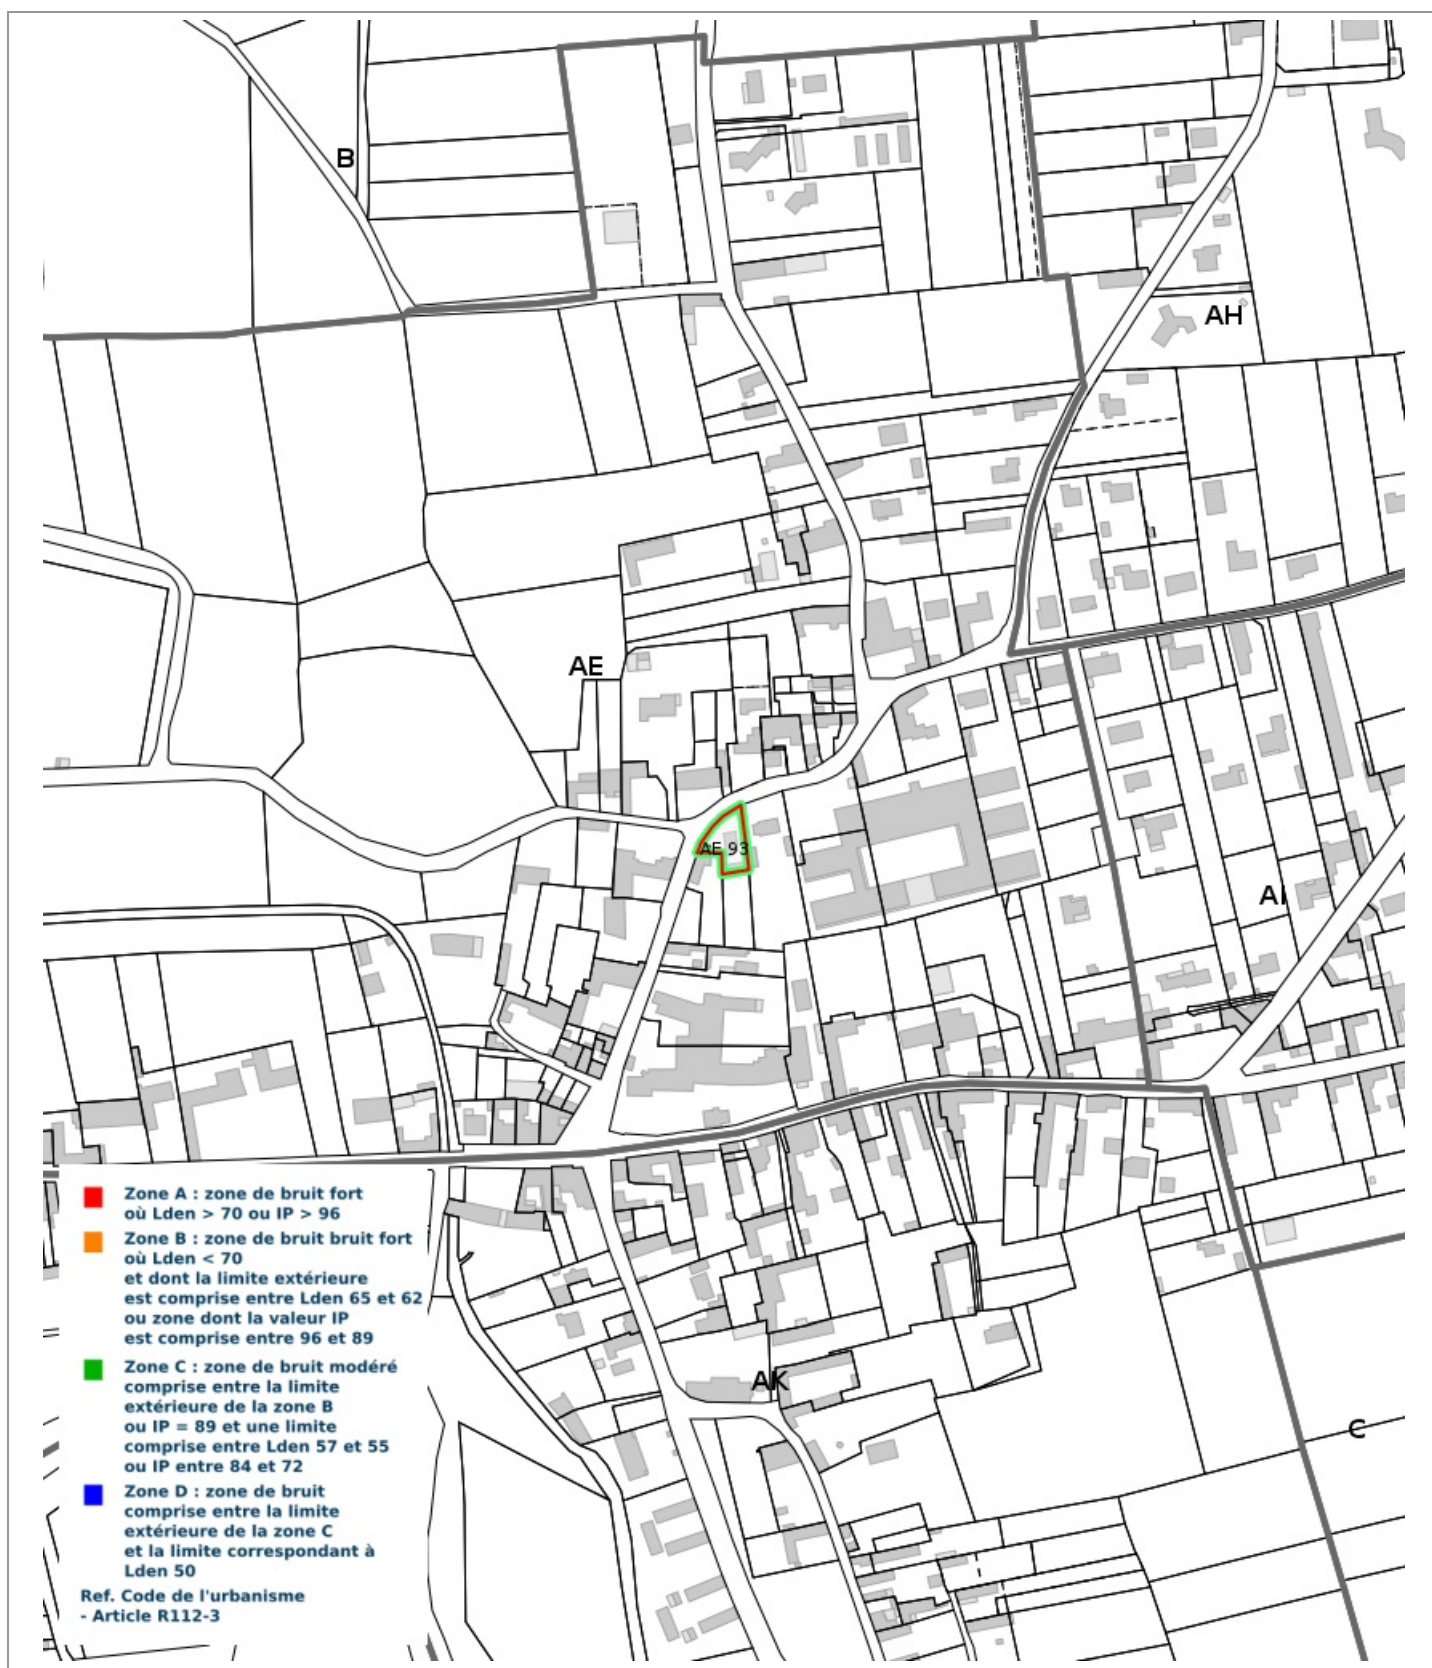 B
AH
AE
AE 93
AI
Zone A : zone de bruit fort
où Lden > 70 ou IP > 96
Zone B : zone de bruit bruit fort
où Lden < 70
et dont la limite extérieure
est comprise entre Lden 65 et 62
ou zone dont la valeur IP
est comprise entre 96 et 89
Zone C : zone de bruit modéré
comprise entre la limite
extérieure de la zone B
ou IP = 89 et une limite
comprise entre Lden 57 et 55
ou IP entre 84 et 72
Zone D : zone de bruit
comprise entre la limite
extérieure de la zone C
et la limite correspondant à
Lden 50
Ref. Code de l'urbanisme
- Article R112-3
AK
C